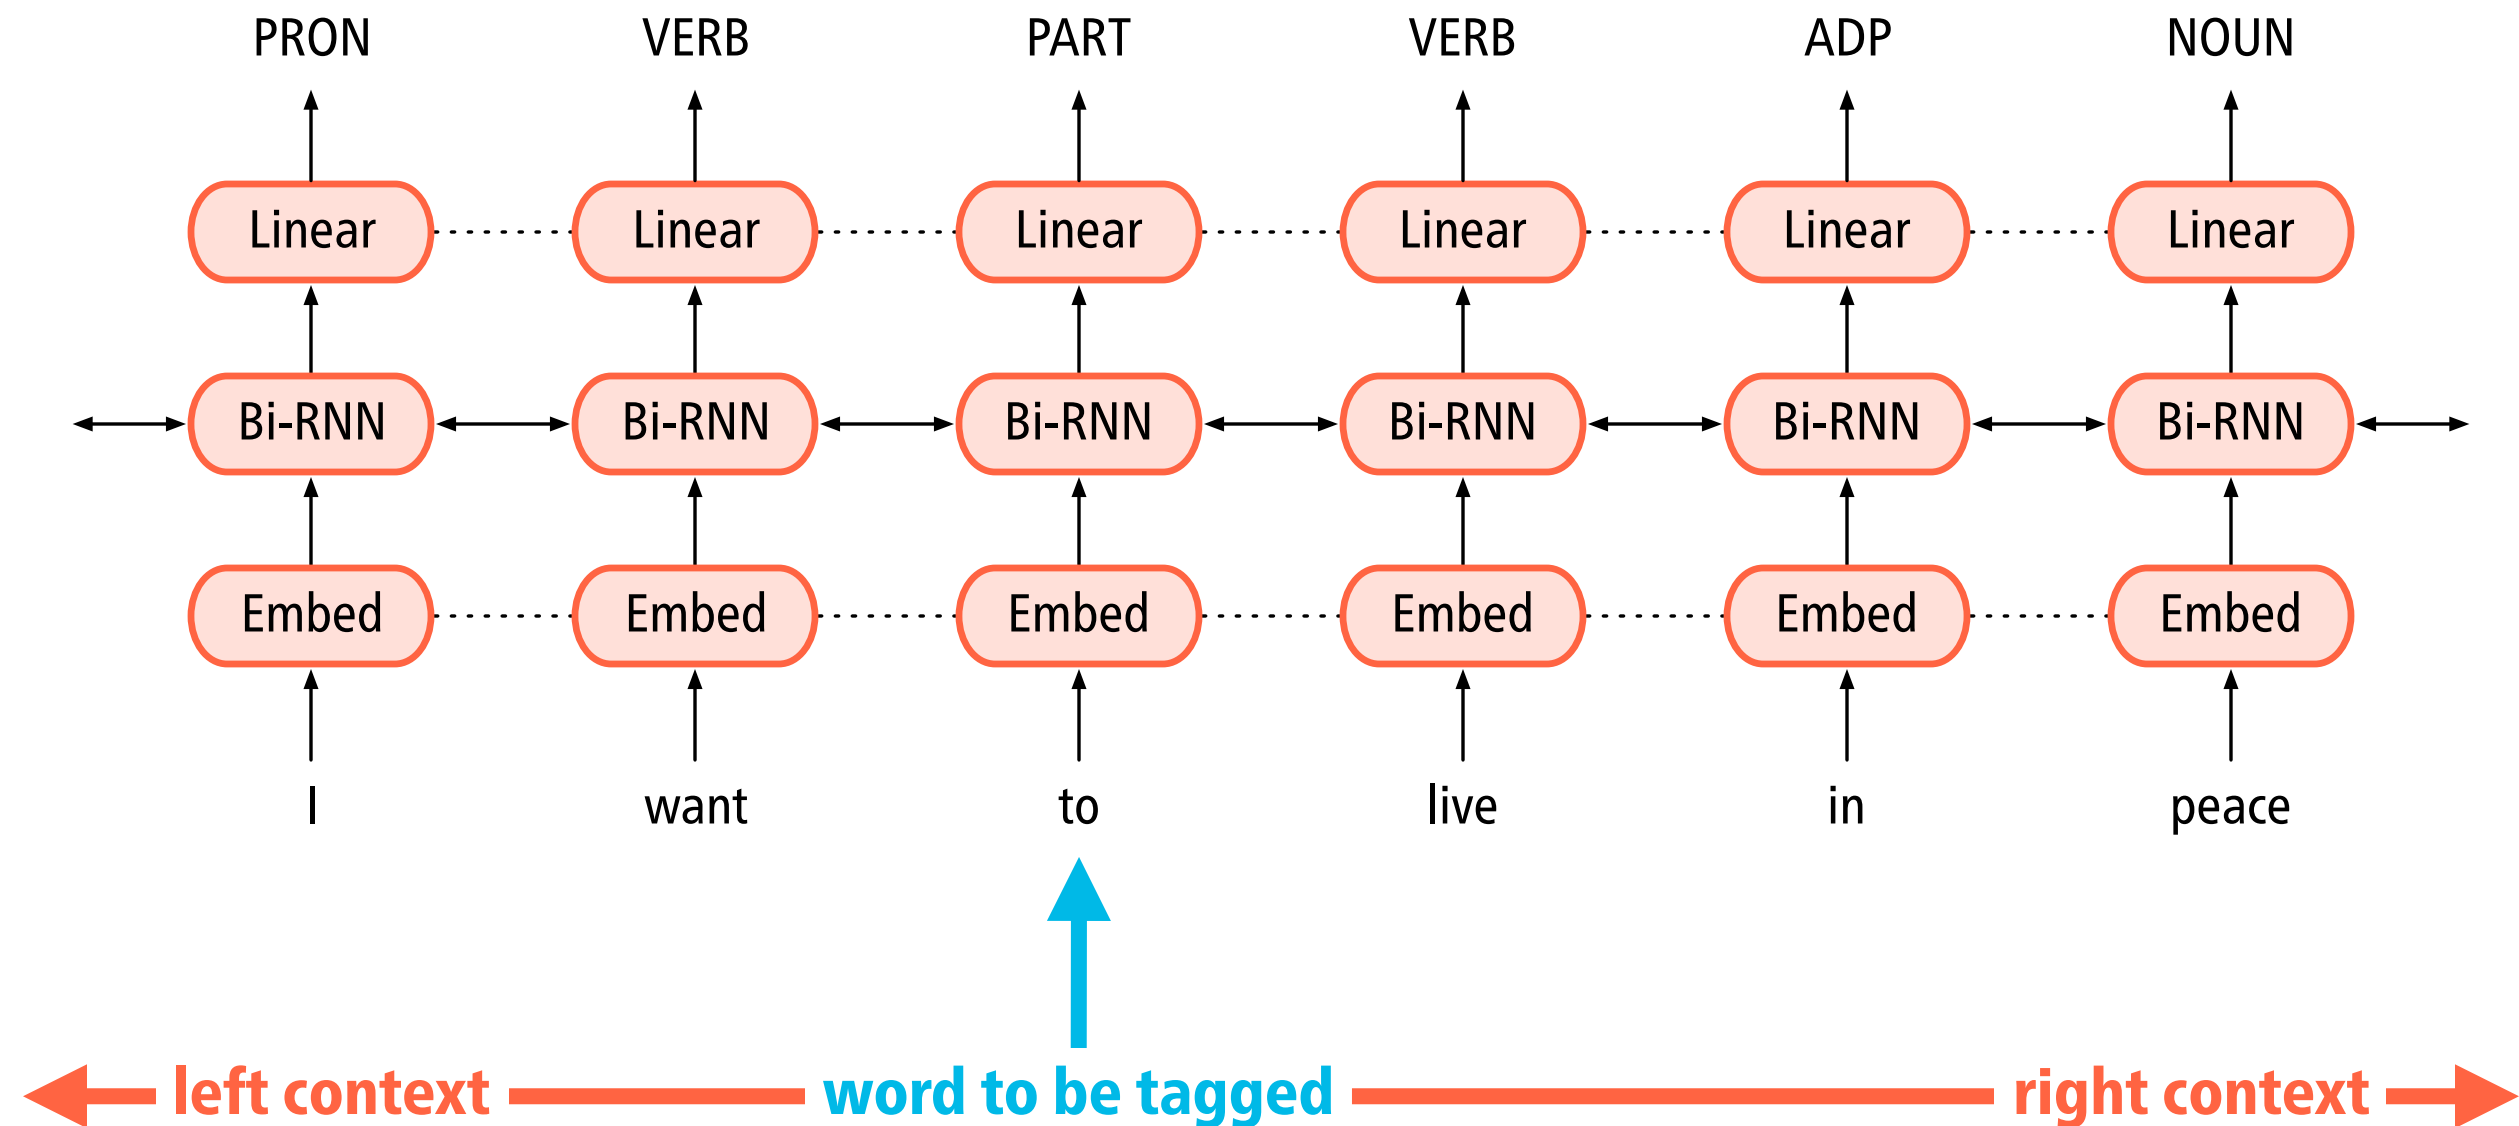 PRON VERB PART VERB ADP NOUN
Linear Linear Linear Linear Linear Linear
Bi-RNN Bi-RNN Bi-RNN Bi-RNN Bi-RNN Bi-RNN
Embed Embed Embed Embed Embed Embed
I want to live in peace
left context word to be tagged right context